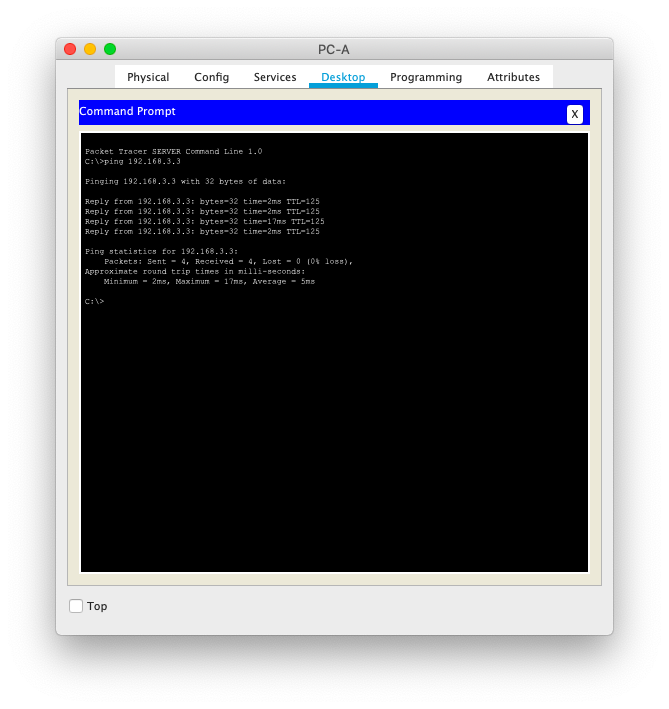 PC-A
Physical Config Services Desktop Programming Attributes
Command Prompt
X
Packet Tracer SERVER Command Line 1.0
C:\>ping 192.168.3.3
Pinging 192.168.3.3 with 32 bytes of data:
Reply from 192.168.3.3: bytes=32 time=2ms TTL=125
Reply from 192.168.3.3: bytes=32 time=2ms TTL=125
Reply from 192.168.3.3: bytes=32 time=17ms TTL=125
Reply from 192.168.3.3: bytes=32 time=2ms TTL=125
Ping statistics for 192.168.3.3:
Packets: Sent = 4, Received = 4, Lost = 0 (0% loss),
Approximate round trip times in milli-seconds:
Minimum = 2ms, Maximum = 17ms, Average = 5ms
C:\>
Top